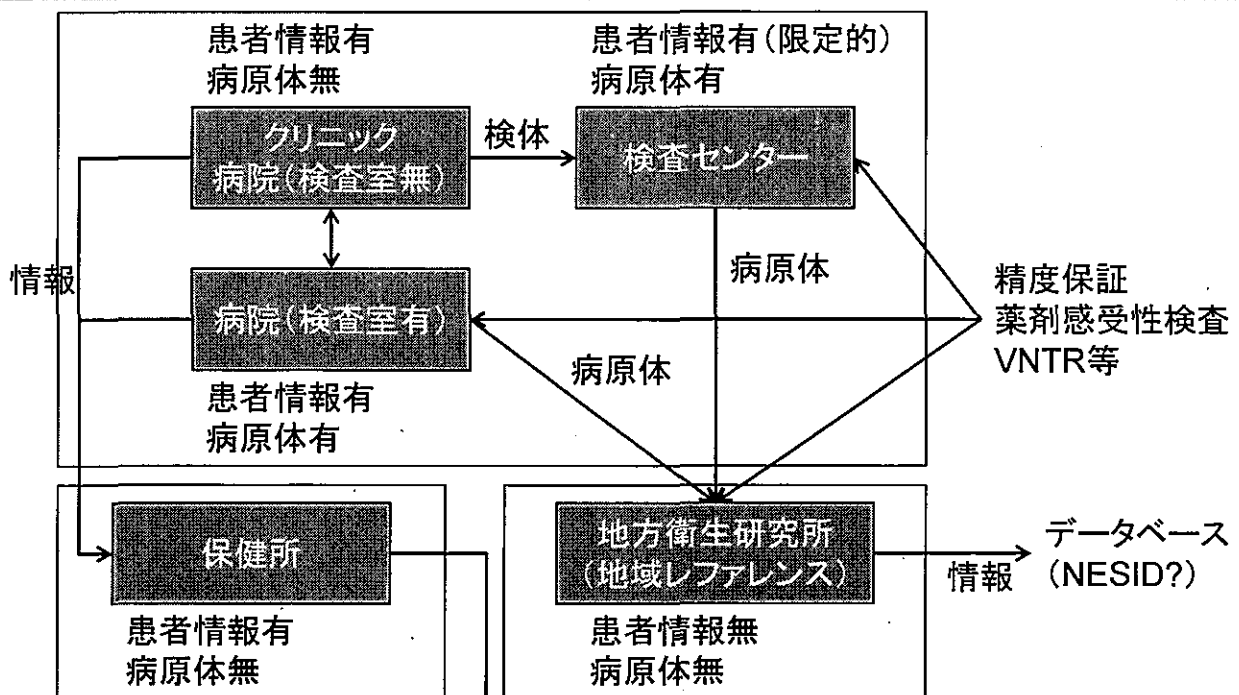 患者情報有
病原体無
患者情報有(限定的)
病原体有
クリニック
病院(検査室無)
検体
検査センター
情報
病原体
病院(検査室有)
精度保証
薬剤感受性検査
VNTR等
病原体
患者情報有
病原体有
保健所
地方衛生研究所
(地域レファレンス)
情報
データベース
(NESID?)
患者情報有
病原体無
患者情報無
病原体無